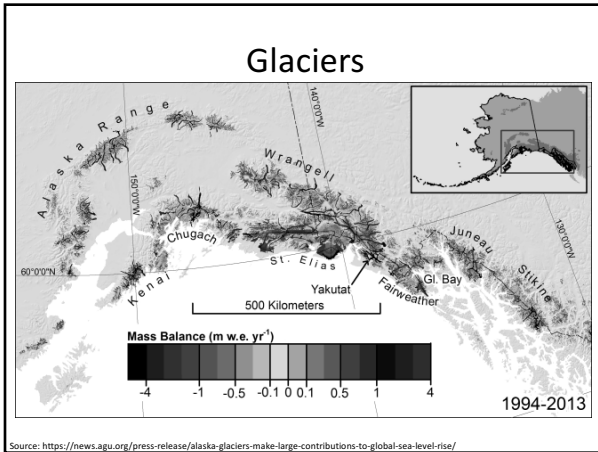 Glaciers
Alaska Range
140°0'0"W
Wrangell
150°0'0"W
130°0'0"W
Juneau
Chugach
Stikine
60°0'0"N
Kenai
St. Elias
Gl. Bay
Yakutat
Fairweather
500 Kilometers
Mass Balance (m w.e. yr-1)
-4 -1 -0.5 -0.1 0 0.1 0.5 1 4
1994-2013
Source: https://news.agu.org/press-release/alaska-glaciers-make-large-contributions-to-global-sea-level-rise/